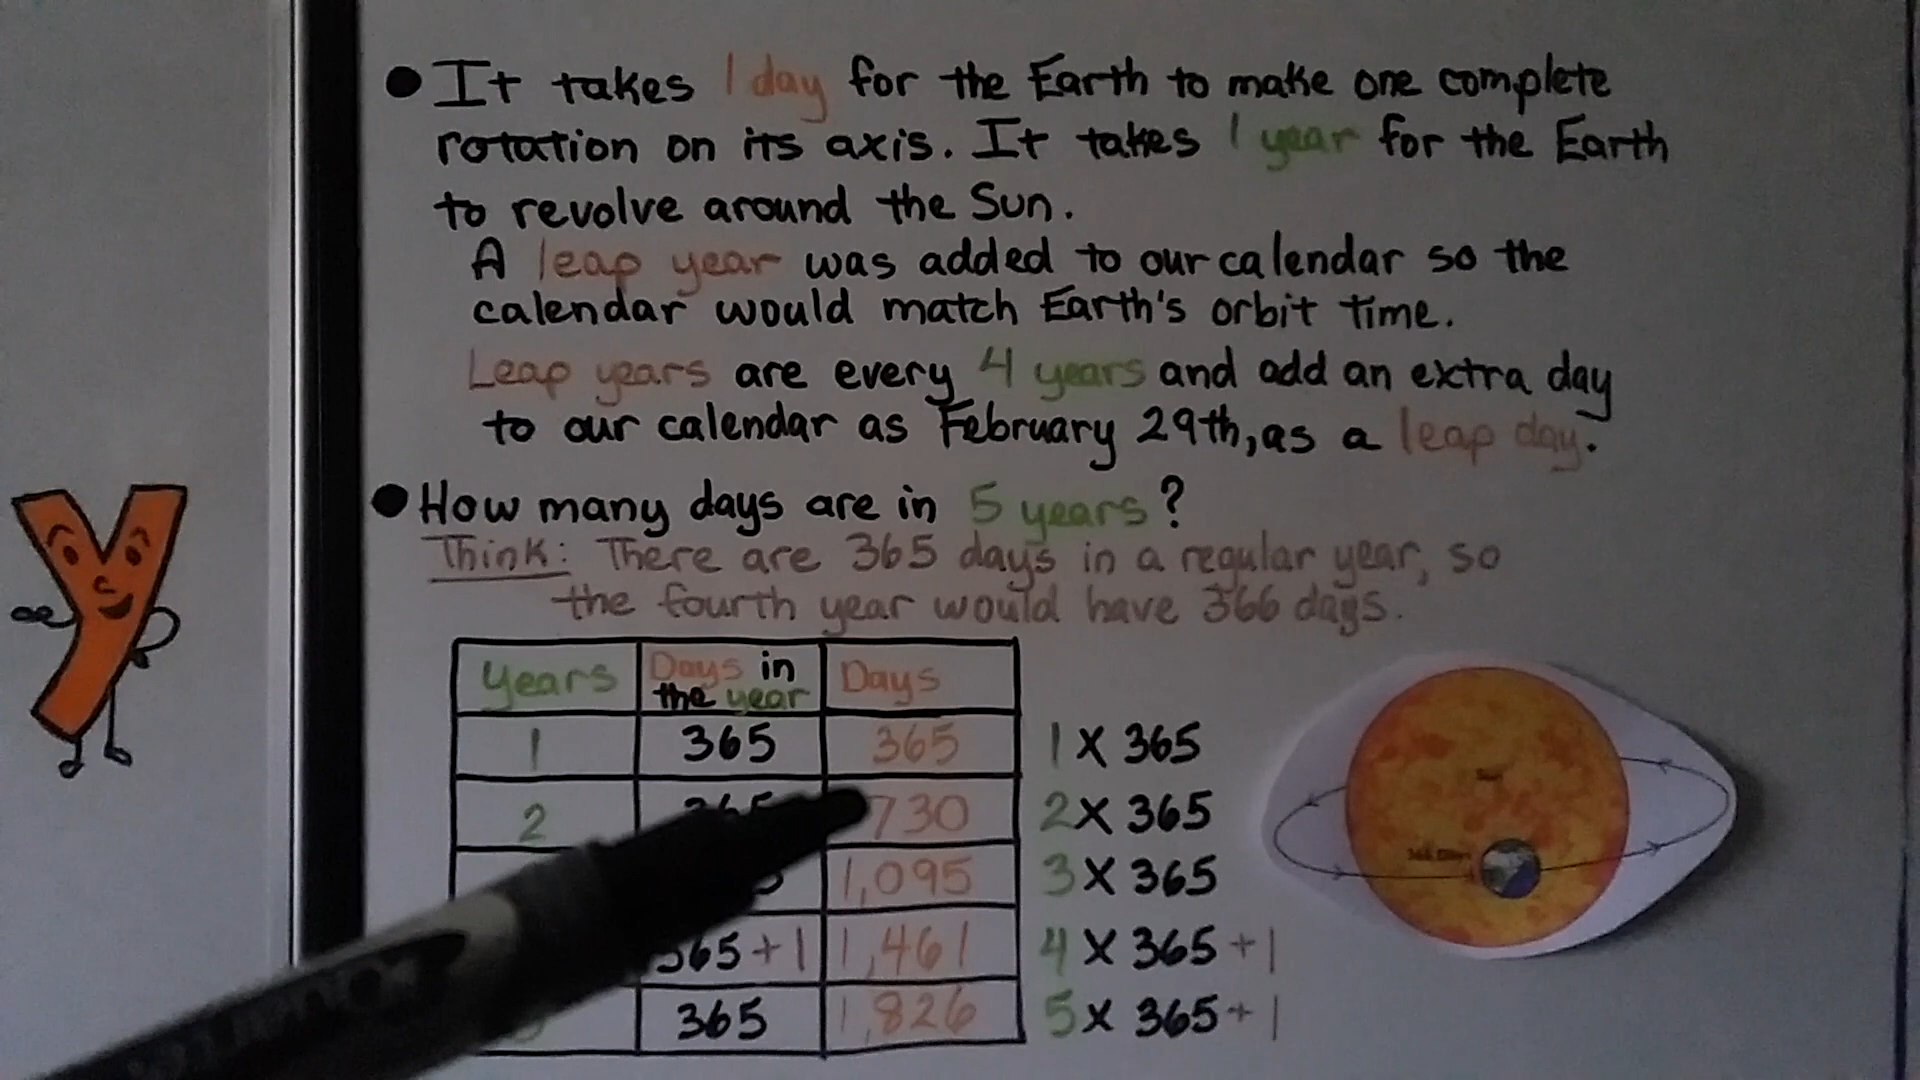 • It takes 1 day for the Earth to make one complete
rotation on its axis. It takes 1 year for the Earth
to revolve around the Sun.
A leap year was added to our calendar so the
calendar would match Earth's orbit time.
Leap years are every 4 years and add an extra day
to our calendar as February 29th, as a leap day.
• How many days are in 5 years?
Think: There are 365 days in a regular year, so
the fourth year would have 366 days.
Years Days in the year Days
1 365 365 1 X 365
2 365 730 2 X 365
1,095 3 X 365
365 + 1 1,461 4 X 365 + 1
365 1,826 5 X 365 + 1